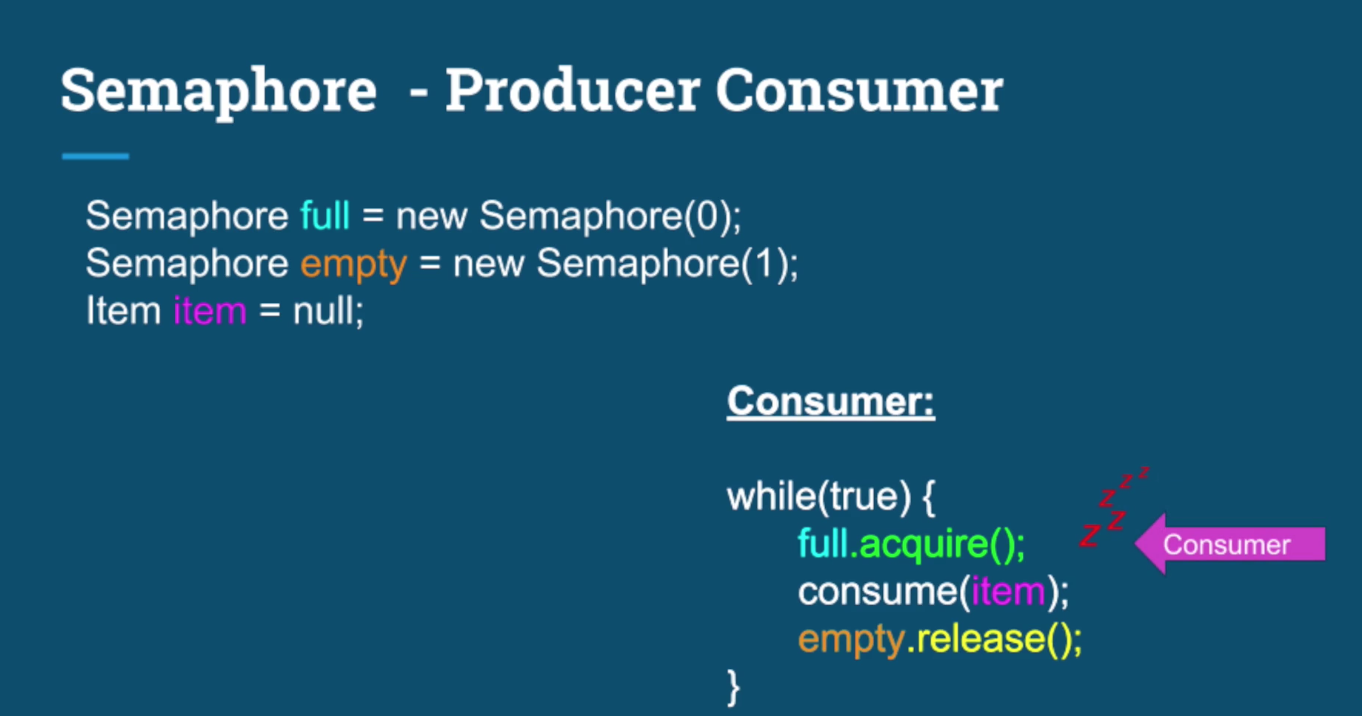 Semaphore - Producer Consumer
Semaphore full = new Semaphore(0);
Semaphore empty = new Semaphore(1);
Item item = null;
Consumer:
while(true) {
full.acquire();
z z z z z
Consumer
consume(item);
empty.release();
}